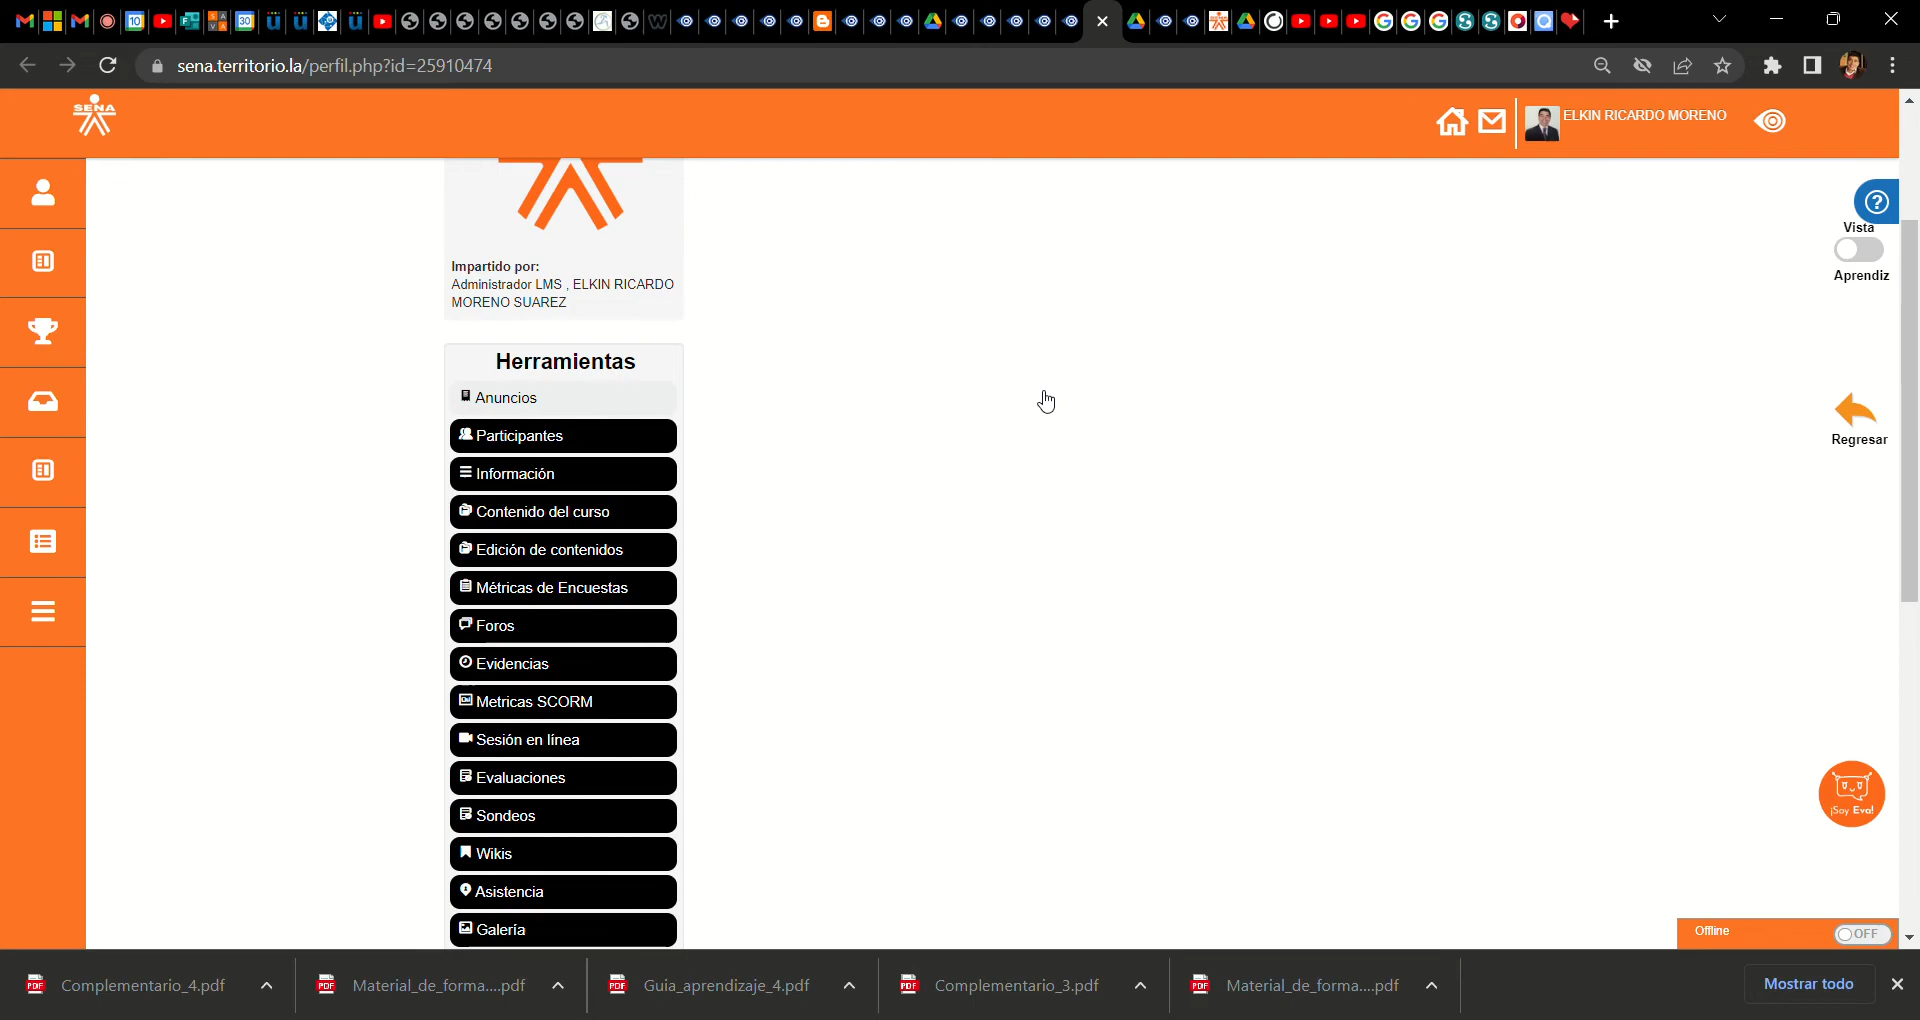 sena.territorio.la/perfil.php?id=25910474
SENA
ELKIN RICARDO MORENO
Vista
Aprendiz
Impartido por:
Administrador LMS , ELKIN RICARDO
MORENO SUAREZ
Herramientas
Anuncios
Participantes
Información
Contenido del curso
Edición de contenidos
Métricas de Encuestas
Foros
Evidencias
Metricas SCORM
Sesión en línea
Evaluaciones
Sondeos
Wikis
Asistencia
Galería
Regresar
¡Soy Eva!
Offline
OFF
Complementario_4.pdf
Material_de_forma....pdf
Guia_aprendizaje_4.pdf
Complementario_3.pdf
Material_de_forma....pdf
Mostrar todo